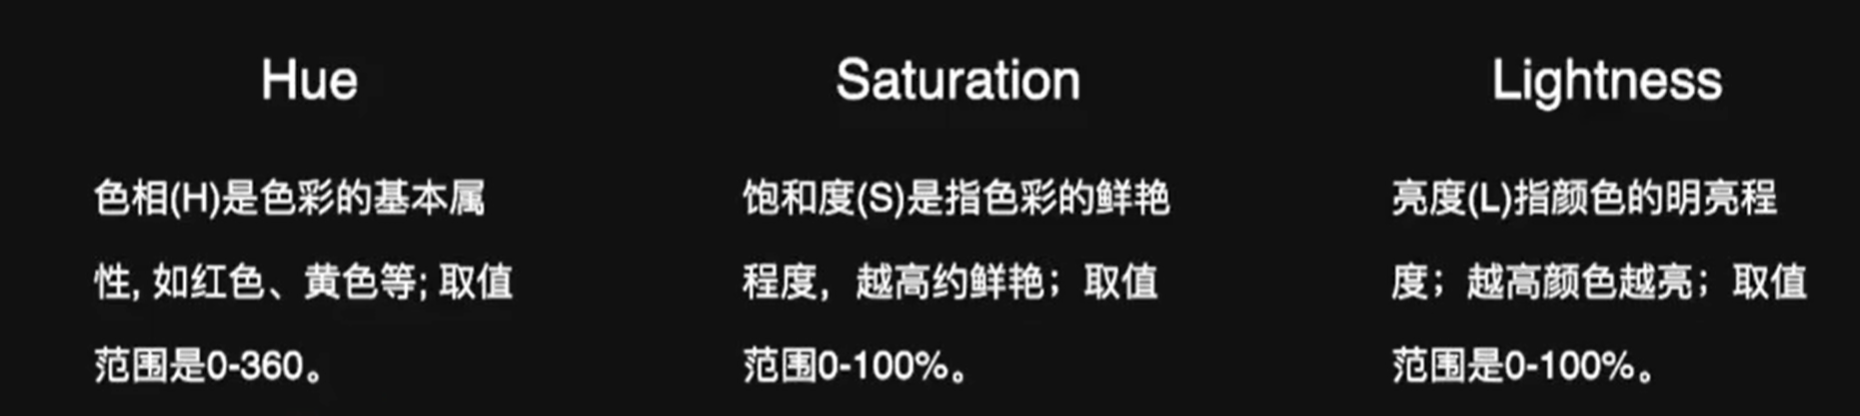 Hue
色相(H)是色彩的基本属
性, 如红色、黄色等; 取值
范围是0-360。
Saturation
饱和度(S)是指色彩的鲜艳
程度，越高约鲜艳；取值
范围0-100%。
Lightness
亮度(L)指颜色的明亮程
度；越高颜色越亮；取值
范围是0-100%。